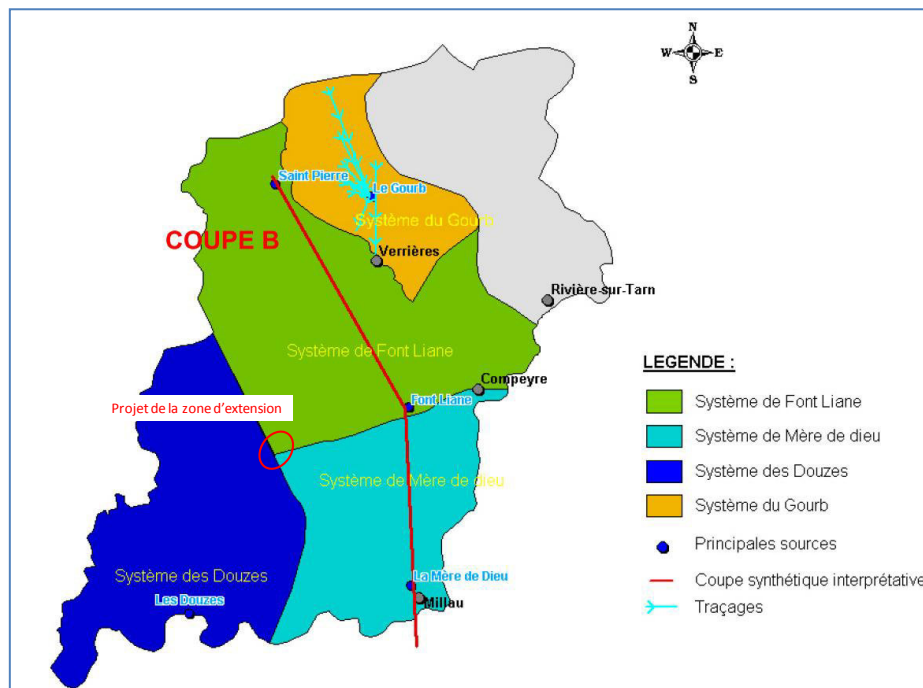 N
W E
S
Saint Pierre
Le Gourb
Système du Gourb
COUPE B
Verrières
Rivière-sur-Tarn
Système de Font Liane
LEGENDE :
Compeyre
Système de Font Liane
Projet de la zone d'extension
Font Liane
Système de Mère de dieu
Système des Douzes
Système de Mère de dieu
Système du Gourb
Principales sources
Système des Douzes
La Mère de Dieu
Coupe synthétique interprétative
Les Douzes
Millau
Traçages